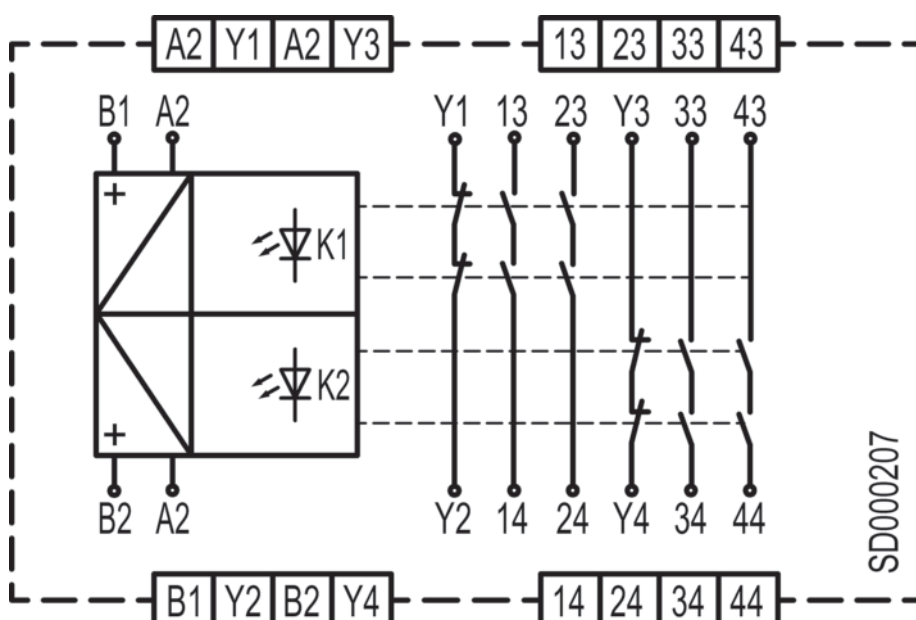 A2 Y1 A2 Y3 13 23 33 43
B1 A2 Y1 13 23 Y3 33 43
+
K1
K2
+
B2 A2 Y2 14 24 Y4 34 44
B1 Y2 B2 Y4 14 24 34 44
SD000207